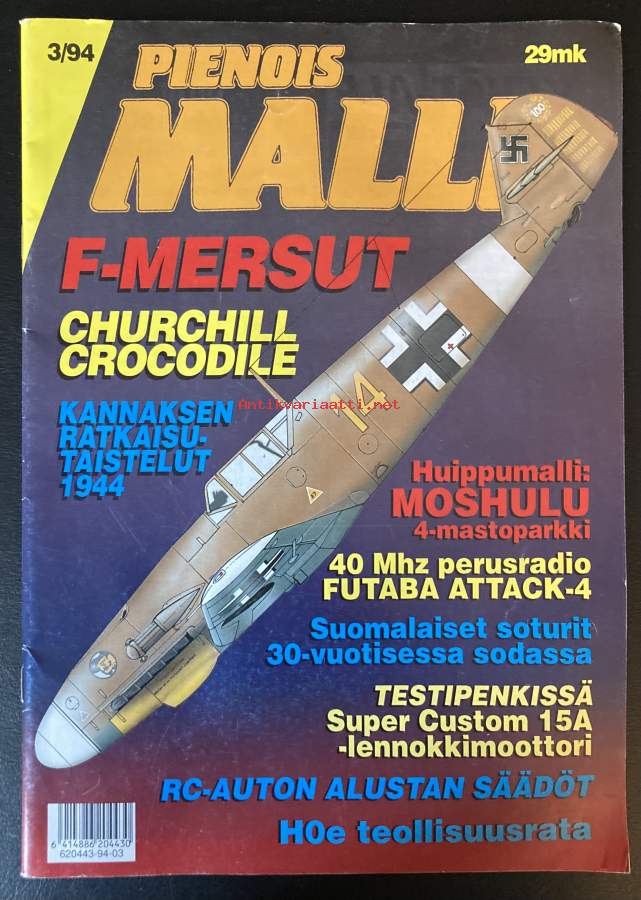 3/94
PIENOIS
29mk
MALLI
100
F-MERSUT
CHURCHILL
CROCODILE
14
KANNAKSEN
Antikvariaatti.net
RATKAISU-
TAISTELUT
1944
Huippumalli:
MOSHULU
4-mastoparkki
40 Mhz perusradio
FUTABA ATTACK-4
Suomalaiset soturit
30-vuotisessa sodassa
TESTIPENKISSÄ
Super Custom 15A
-lennokkimoottori
RC-AUTON ALUSTAN SÄÄDÖT
H0e teollisuusrata
6 414886 204430
620443-94-03